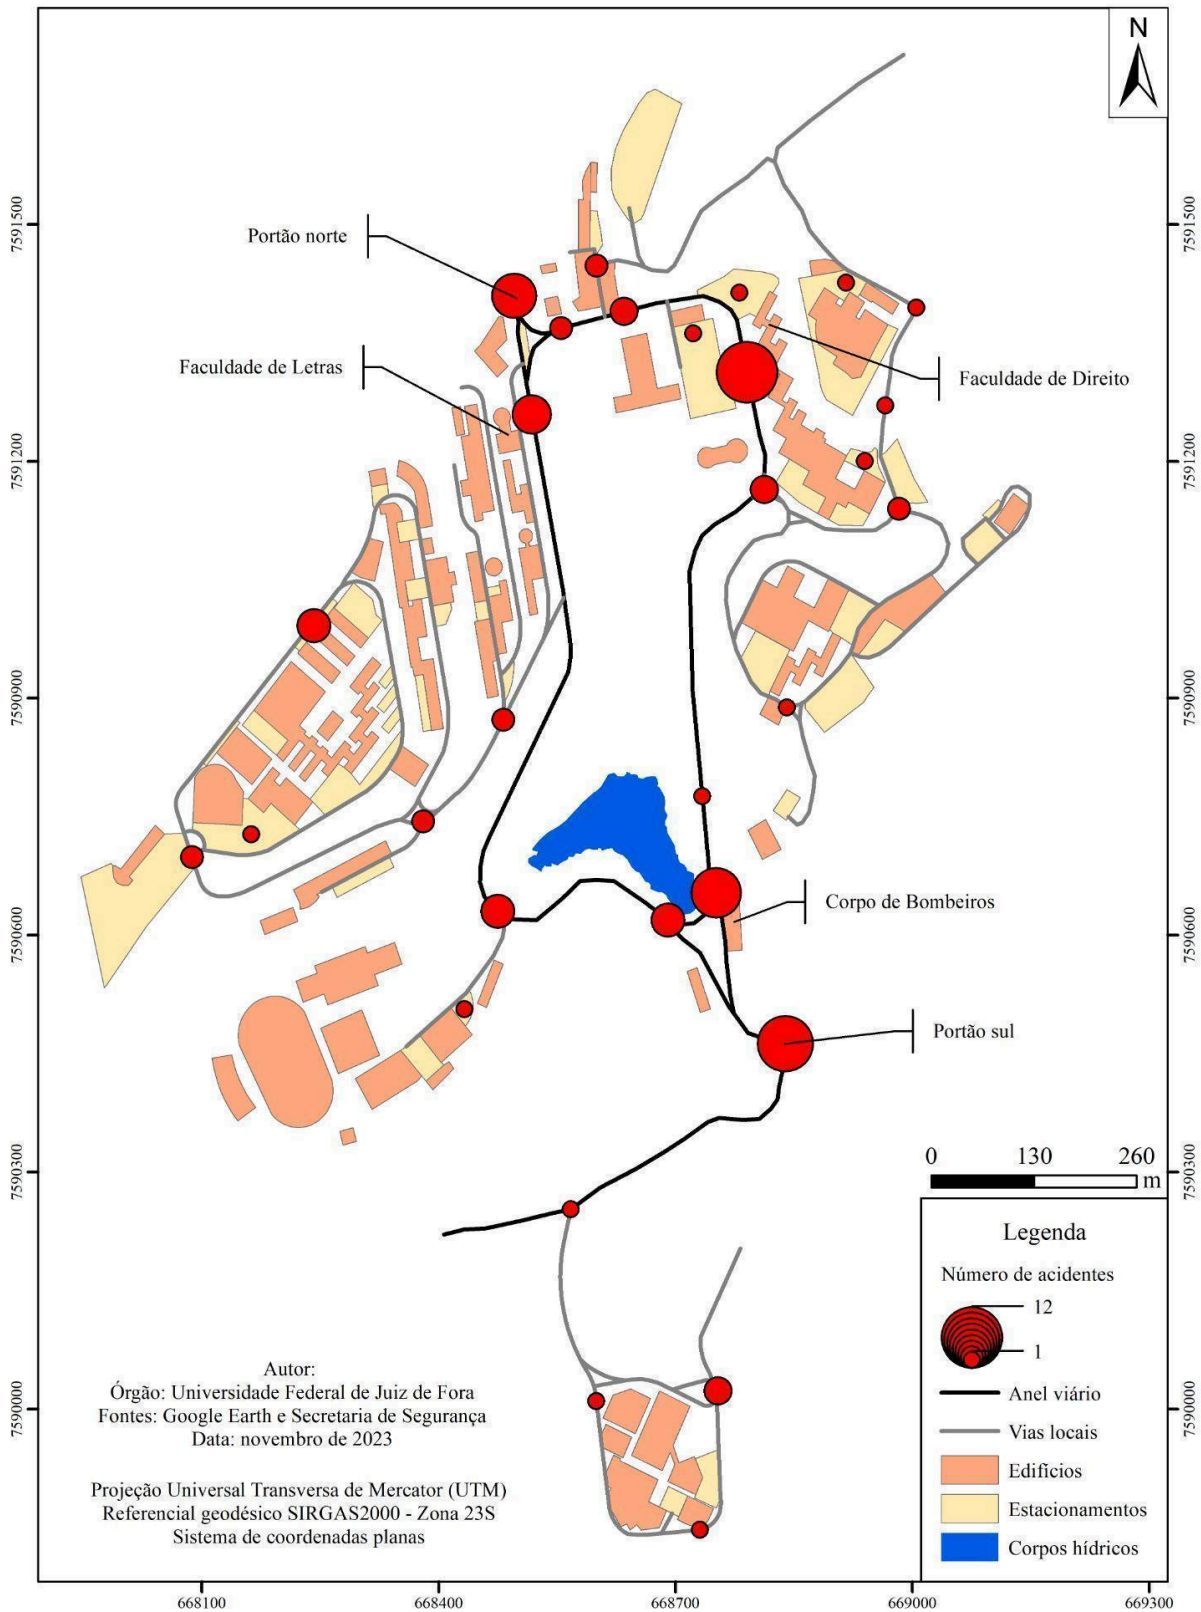 N
7591500
7591500
Portão norte
Faculdade de Letras
Faculdade de Direito
7591200
7591200
7590900
7590900
Corpo de Bombeiros
7590600
7590600
Portão sul
0 130 260
m
7590300
7590300
Legenda
Número de acidentes
12
1
Anel viário
Vias locais
Edifícios
Estacionamentos
Corpos hídricos
7590000
7590000
Autor:
Órgão: Universidade Federal de Juiz de Fora
Fontes: Google Earth e Secretaria de Segurança
Data: novembro de 2023
Projeção Universal Transversa de Mercator (UTM)
Referencial geodésico SIRGAS2000 - Zona 23S
Sistema de coordenadas planas
668100 668400 668700 669000 669300